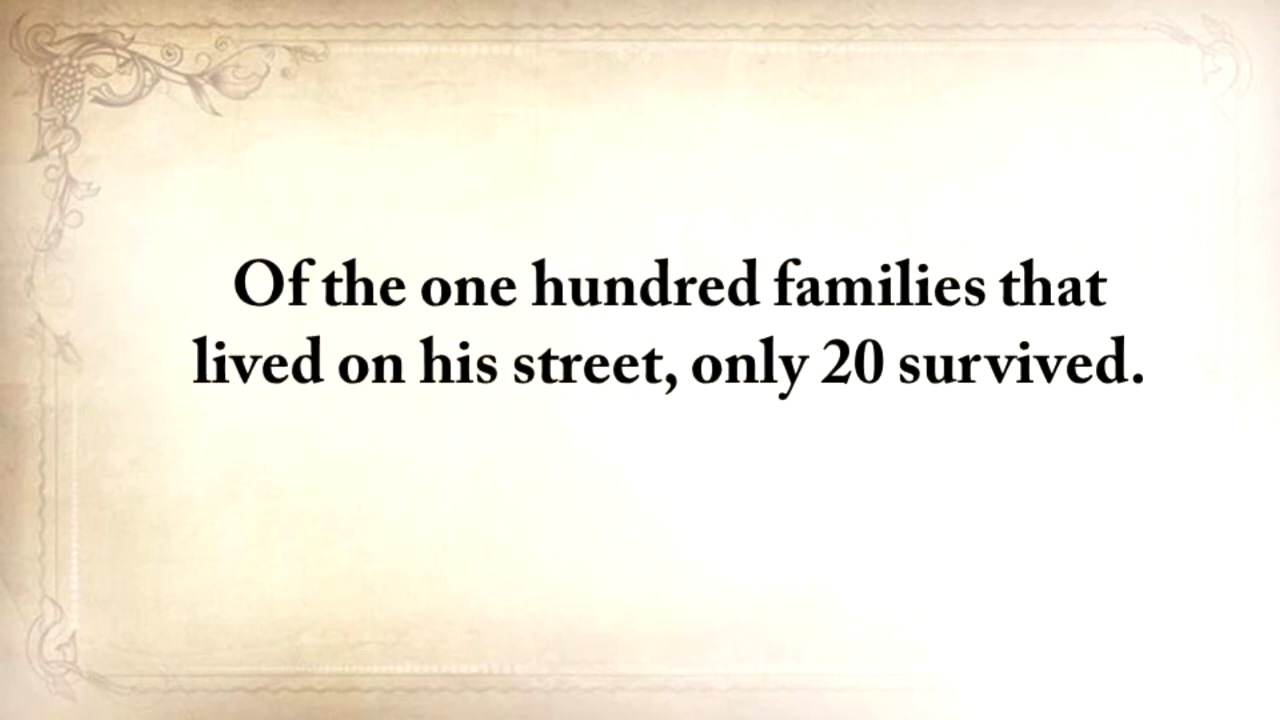 Of the one hundred families that
lived on his street, only 20 survived.